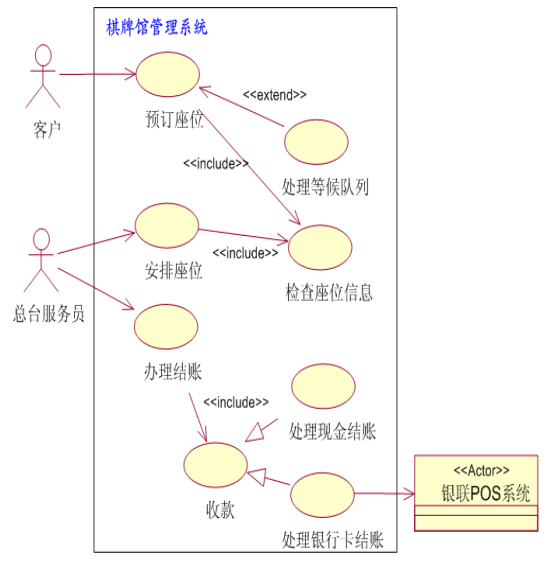 棋牌馆管理系统
客户
预订座位
<<extend>>
处理等候队列
<<include>>
总台服务员
安排座位
<<include>>
检查座位信息
办理结账
<<include>>
处理现金结账
收款
处理银行卡结账
<<Actor>>
银联POS系统